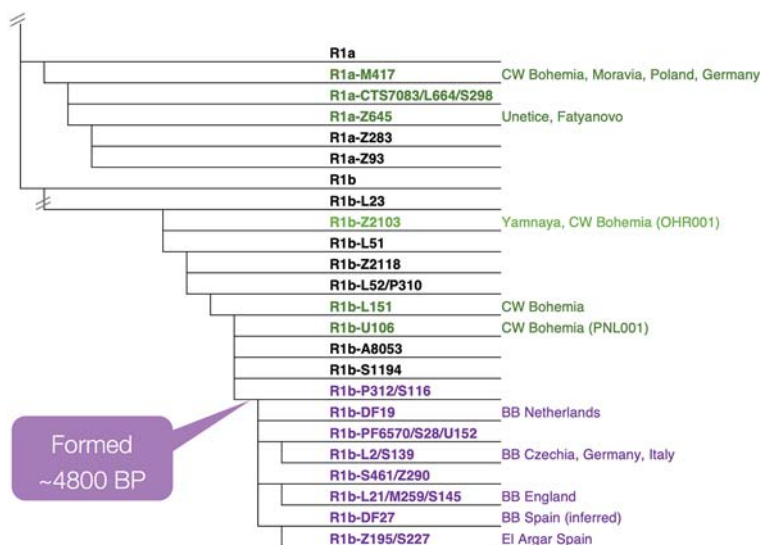 R1a
R1a-M417 CW Bohemia, Moravia, Poland, Germany
R1a-CTS7083/L664/S298
R1a-Z645 Unetice, Fatyanovo
R1a-Z283
R1a-Z93
R1b
R1b-L23
R1b-Z2103 Yamnaya, CW Bohemia (OHR001)
R1b-L51
R1b-Z2118
R1b-L52/P310
R1b-L151 CW Bohemia
R1b-U106 CW Bohemia (PNL001)
R1b-A8053
R1b-S1194
R1b-P312/S116
R1b-DF19 BB Netherlands
R1b-PF6570/S28/U152
R1b-L2/S139 BB Czechia, Germany, Italy
R1b-S461/Z290
R1b-L21/M259/S145 BB England
R1b-DF27 BB Spain (inferred)
R1b-Z195/S227 El Argar Spain
Formed
~4800 BP